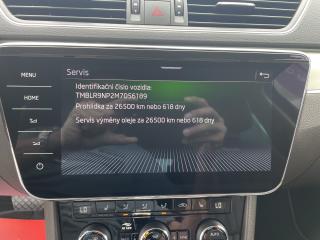 MENU
HOME
Servis
Identifikační číslo vozidla:
TMBLR9NP2M7056189
Prohlídka za 26500 km nebo 618 dny
Servis výměny oleje za 26500 km nebo 618 dny
AUTO